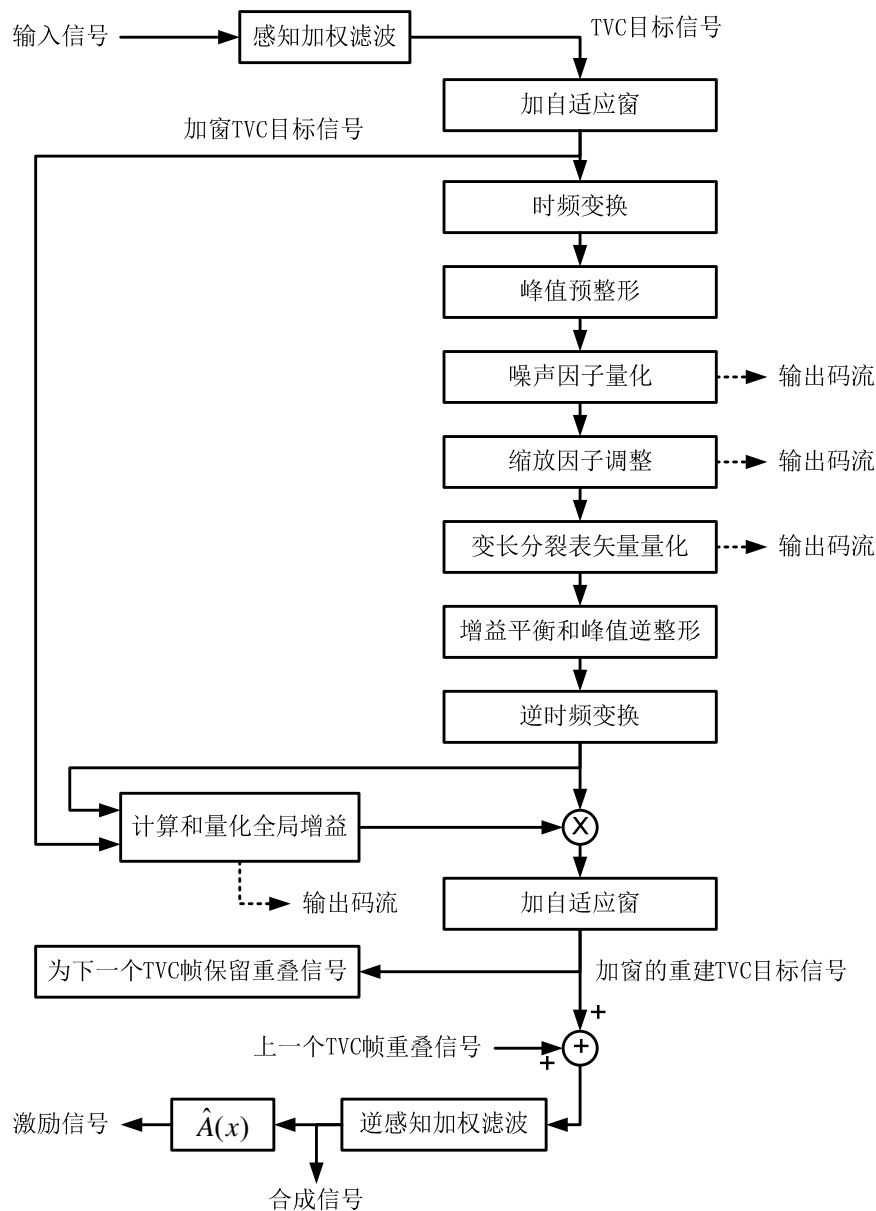 输入信号
感知加权滤波
TVC目标信号
加自适应窗
加窗TVC目标信号
时频变换
峰值预整形
噪声因子量化
输出码流
缩放因子调整
输出码流
变长分裂表矢量量化
输出码流
增益平衡和峰值逆整形
逆时频变换
计算和量化全局增益
X
输出码流
加自适应窗
为下一个TVC帧保留重叠信号
加窗的重建TVC目标信号
+
上一个TVC帧重叠信号
+
+
激励信号
Â(x)
逆感知加权滤波
合成信号